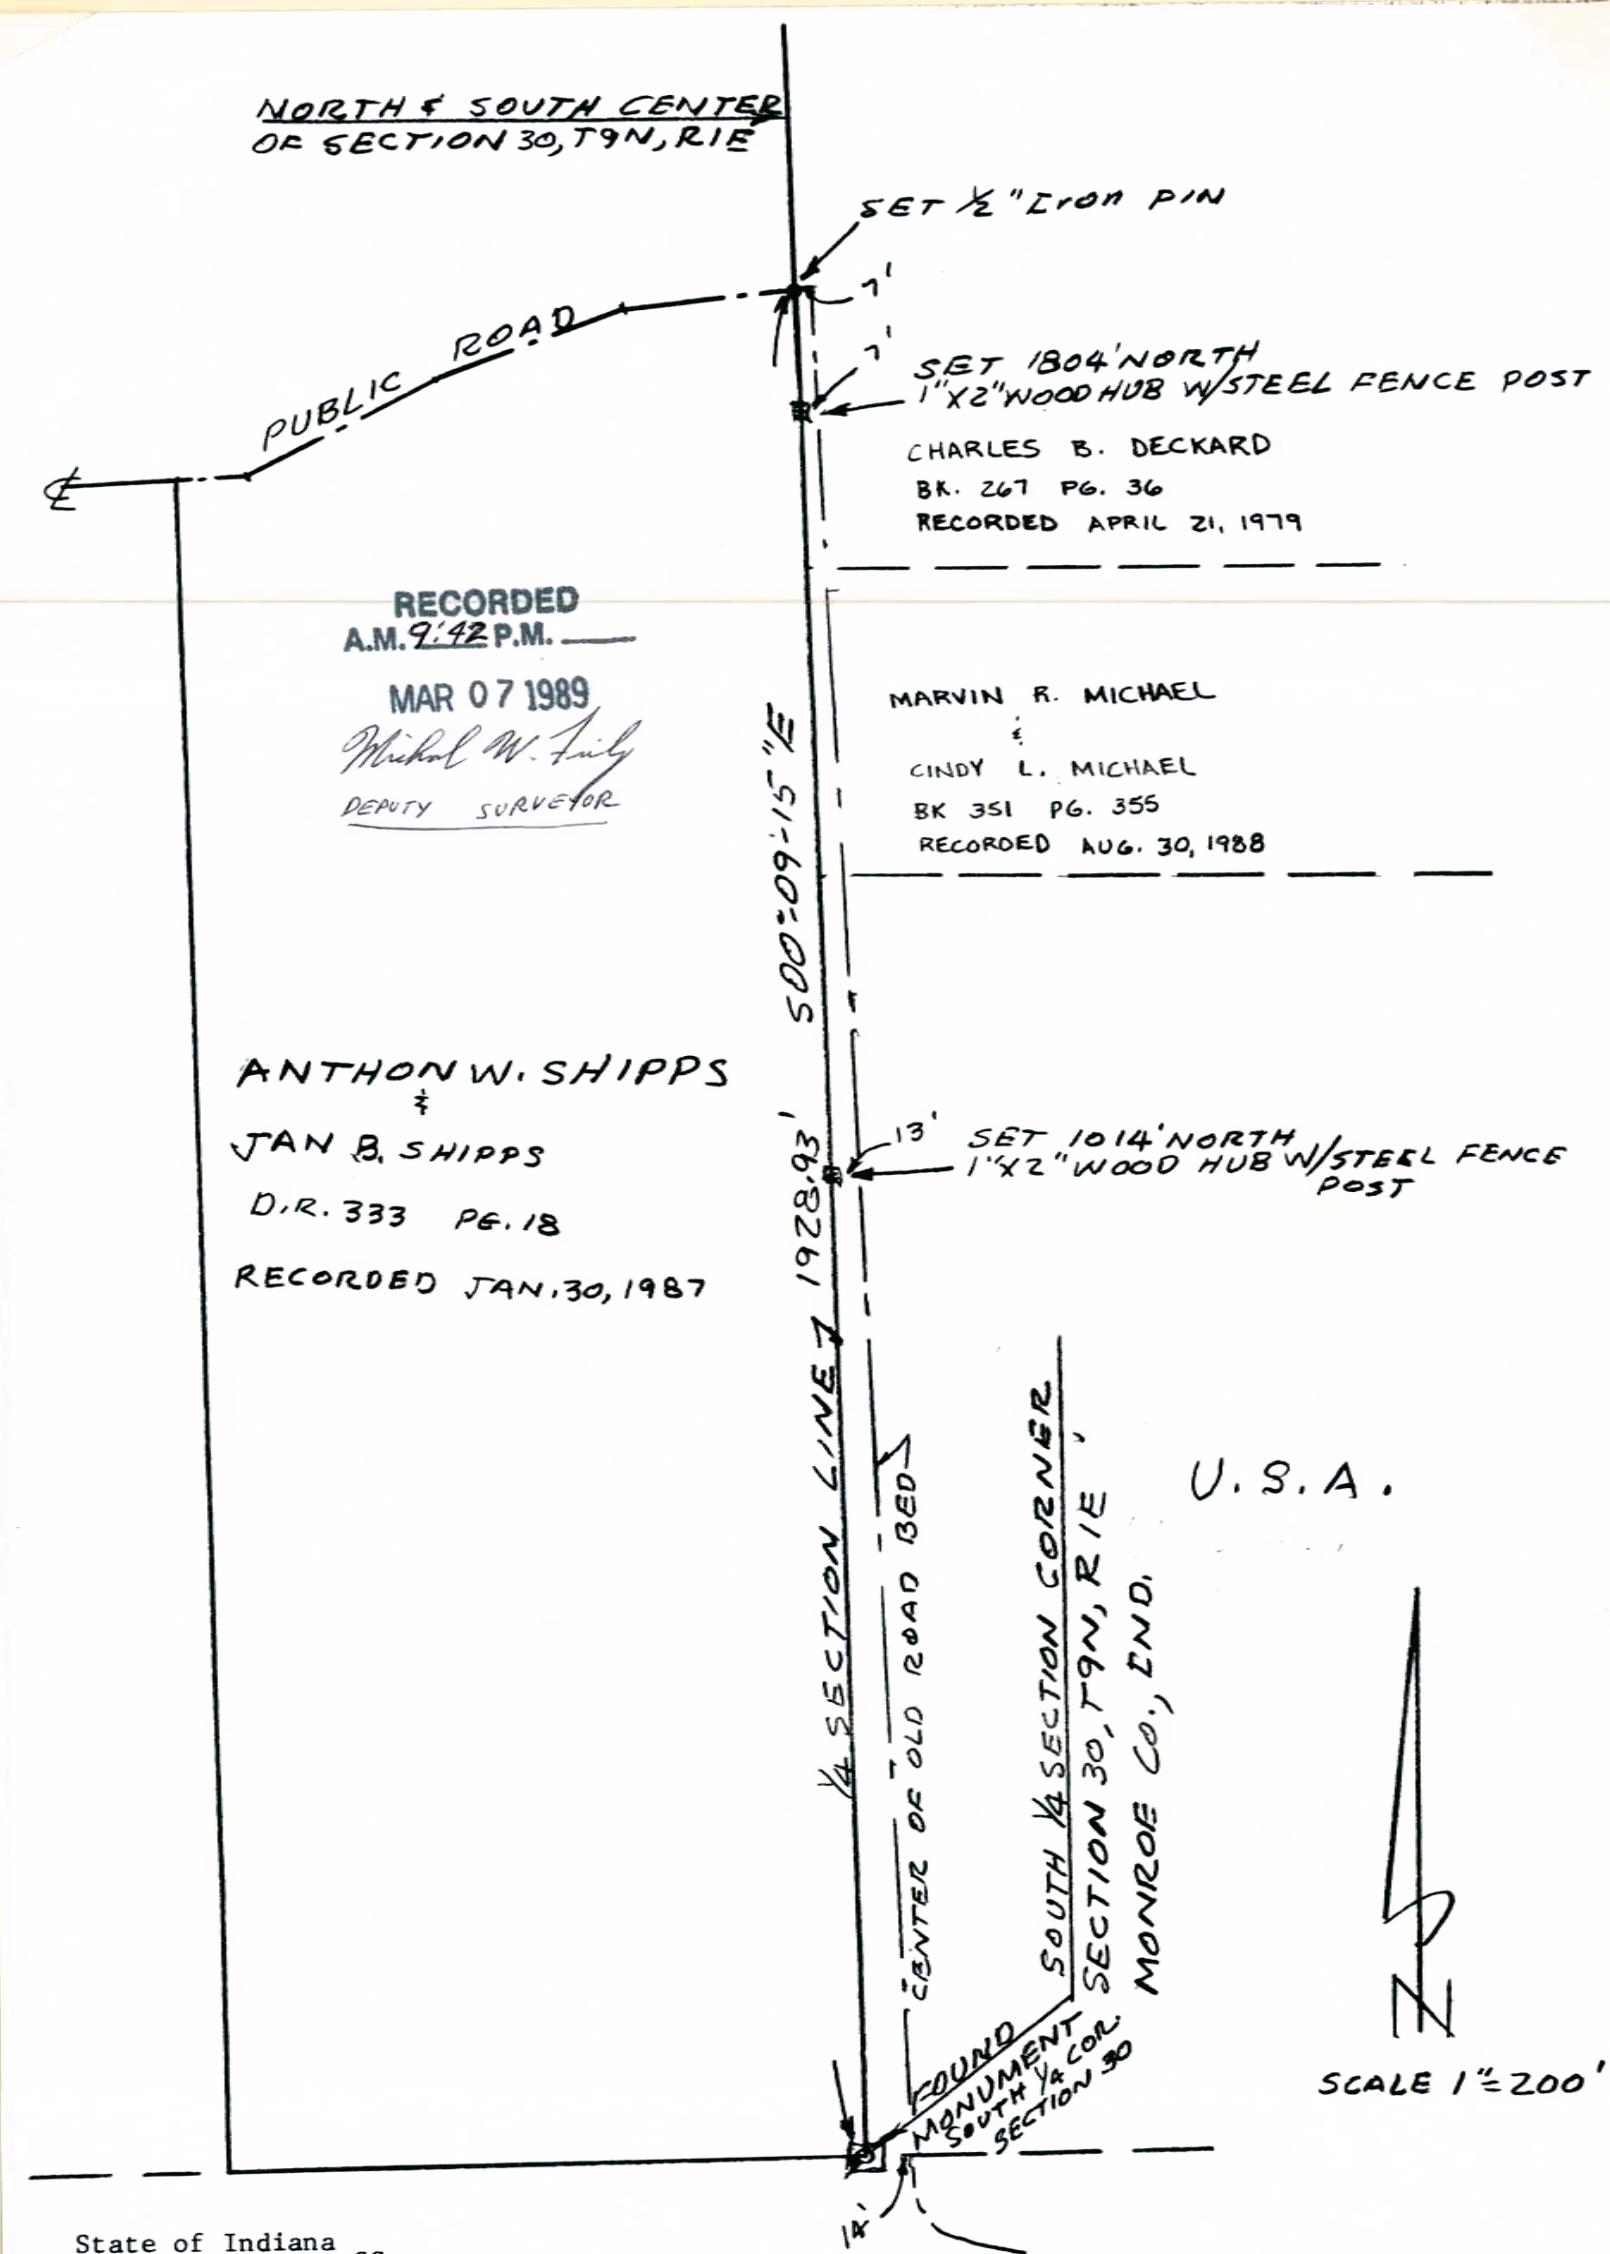 NORTH & SOUTH CENTER
OF SECTION 30, T9N, R1E
SET 1/2" Iron PIN
7'
PUBLIC ROAD
7'
SET 1804' NORTH
1"X2" WOOD HUB W/STEEL FENCE POST
CHARLES B. DECKARD
BK. 267 PG. 36
RECORDED APRIL 21, 1979
℄
RECORDED
A.M. 9:42 P.M.
MAR 07 1989
DEPUTY SURVEYOR
MARVIN R. MICHAEL
&
CINDY L. MICHAEL
BK 351 PG. 355
RECORDED AUG. 30, 1988
S00°-09'-15"E
1928.93'
1/4 SECTION LINE
ANTHON W. SHIPPS
&
JAN B. SHIPPS
D.R. 333 PG. 18
RECORDED JAN. 30, 1987
13'
SET 1014' NORTH
1"X2" WOOD HUB W/STEEL FENCE
POST
CENTER OF OLD ROAD BED
SOUTH 1/4 SECTION CORNER
SECTION 30, T9N, R1E
MONROE CO., IND.
U.S.A.
FOUND
MONUMENT
SOUTH 1/4 COR.
SECTION 30
N
SCALE 1"=200'
14'
State of Indiana